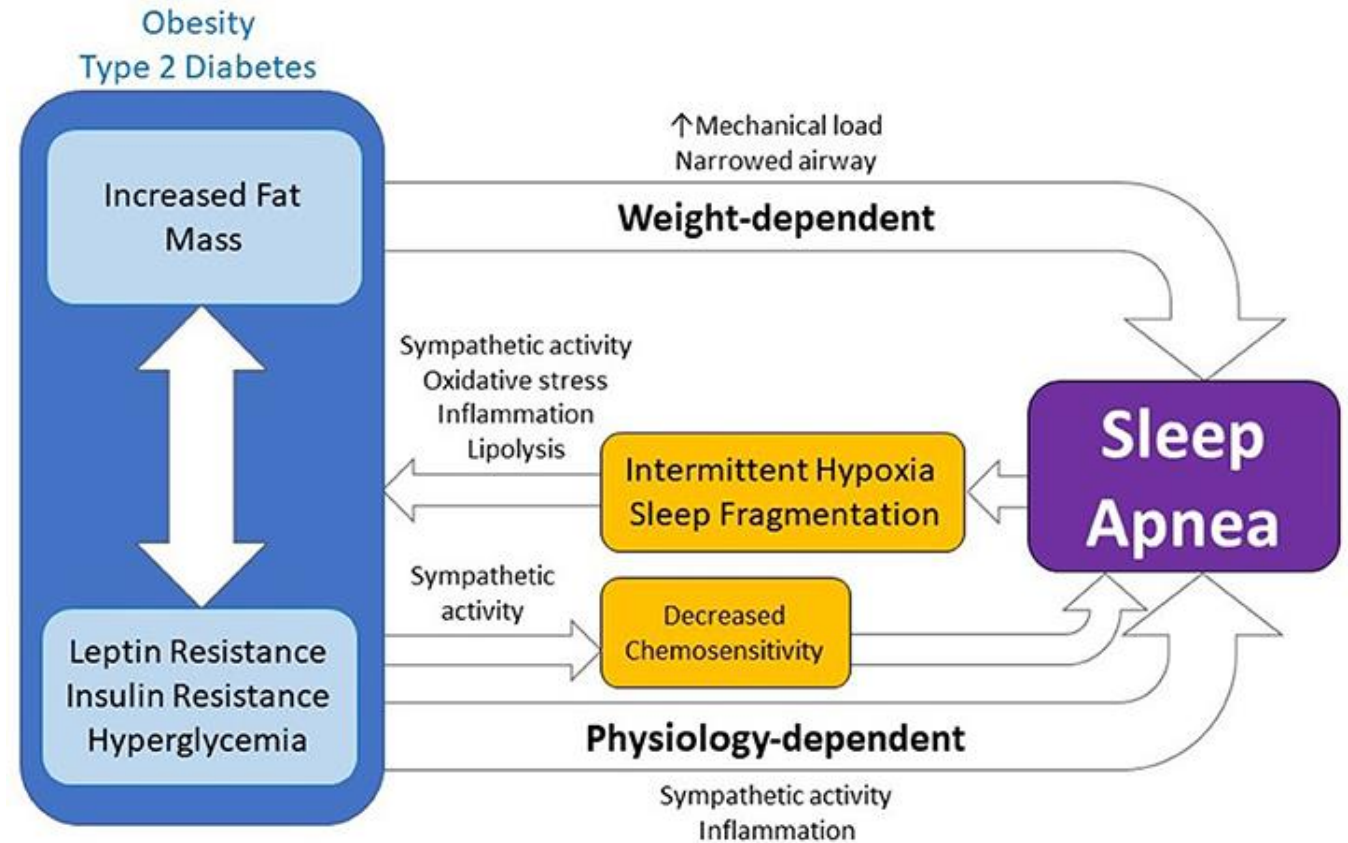 Obesity
Type 2 Diabetes
Increased Fat
Mass
↑Mechanical load
Narrowed airway
Weight-dependent
Sympathetic activity
Oxidative stress
Inflammation
Lipolysis
Intermittent Hypoxia
Sleep Fragmentation
Sleep
Apnea
Sympathetic
activity
Decreased
Chemosensitivity
Leptin Resistance
Insulin Resistance
Hyperglycemia
Physiology-dependent
Sympathetic activity
Inflammation